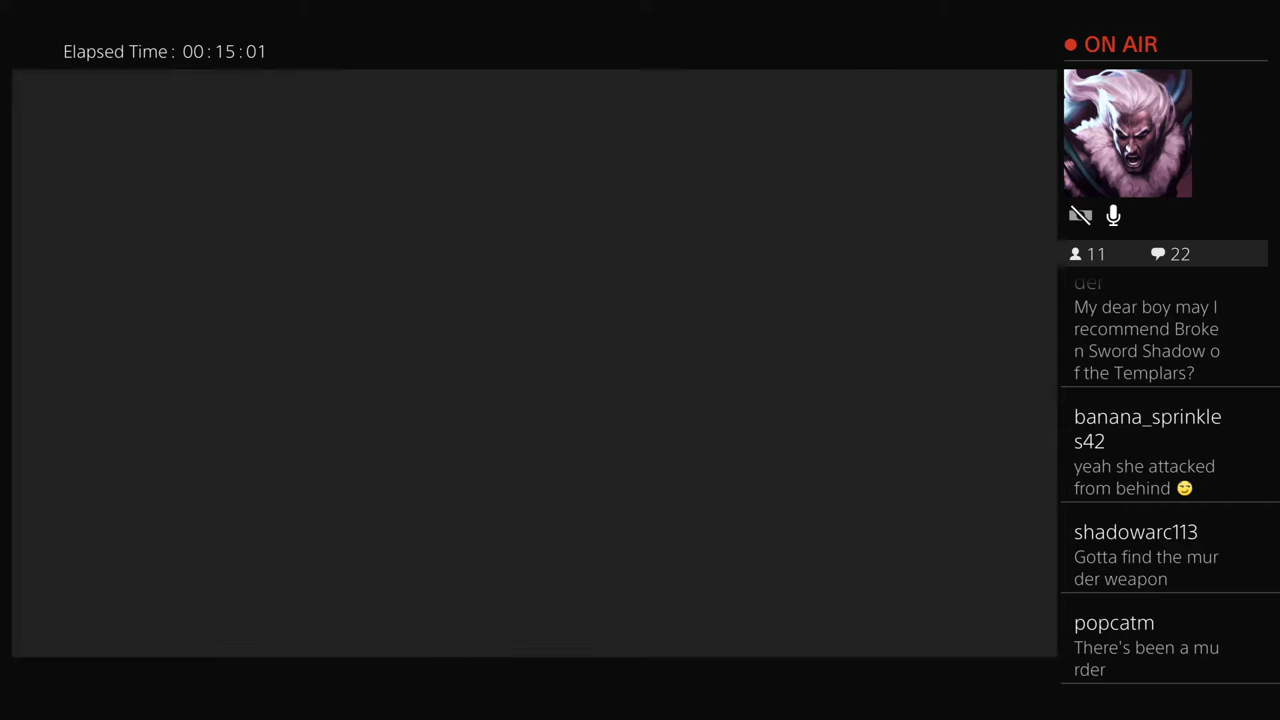 Elapsed Time: 00:15:01
ON AIR
11 22
der
My dear boy may I
recommend Broke
n Sword Shadow o
f the Templars?
banana_sprinkle
s42
yeah she attacked
from behind 😏
shadowarc113
Gotta find the mur
der weapon
popcatm
There's been a mu
rder